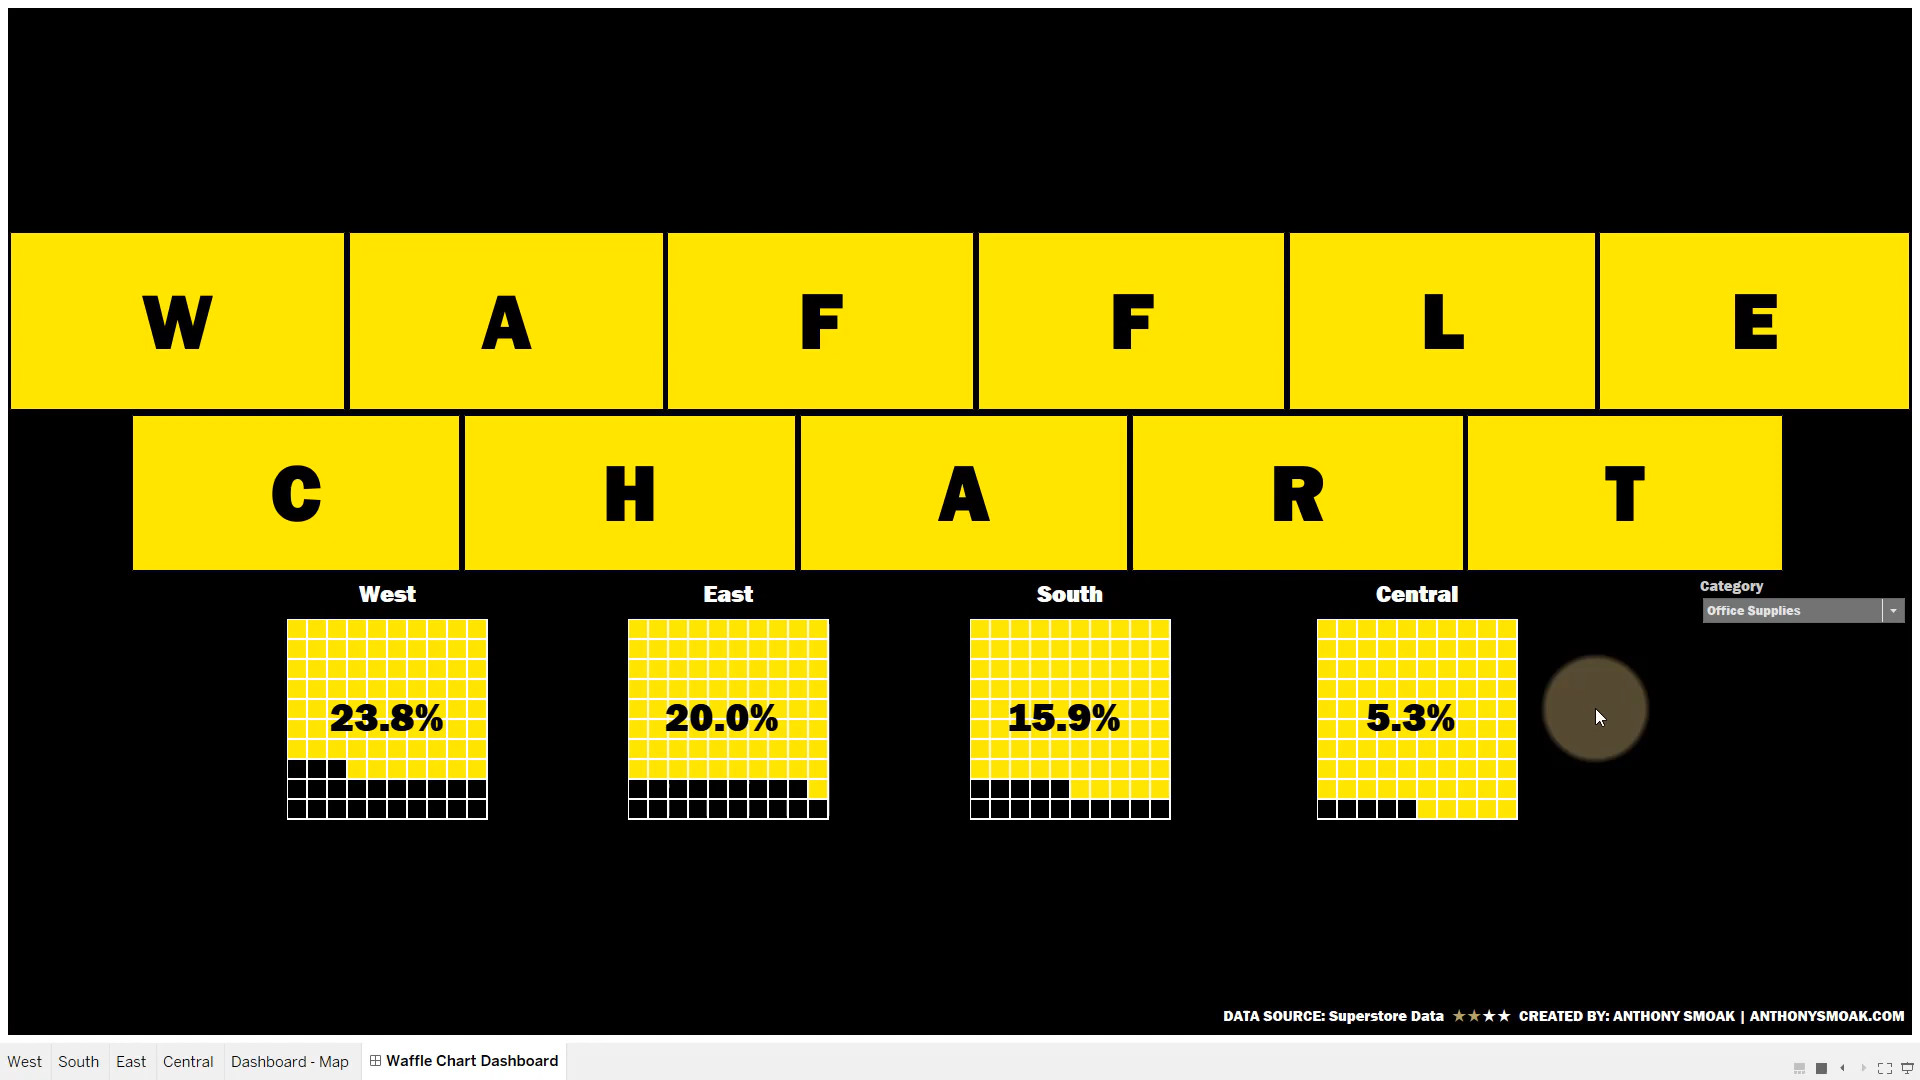 W A F F L E
C H A R T
West East South Central
Category
Office Supplies
23.8% 20.0% 15.9% 5.3%
DATA SOURCE: Superstore Data ★★★★ CREATED BY: ANTHONY SMOAK | ANTHONYSMOAK.COM
West South East Central Dashboard - Map Waffle Chart Dashboard